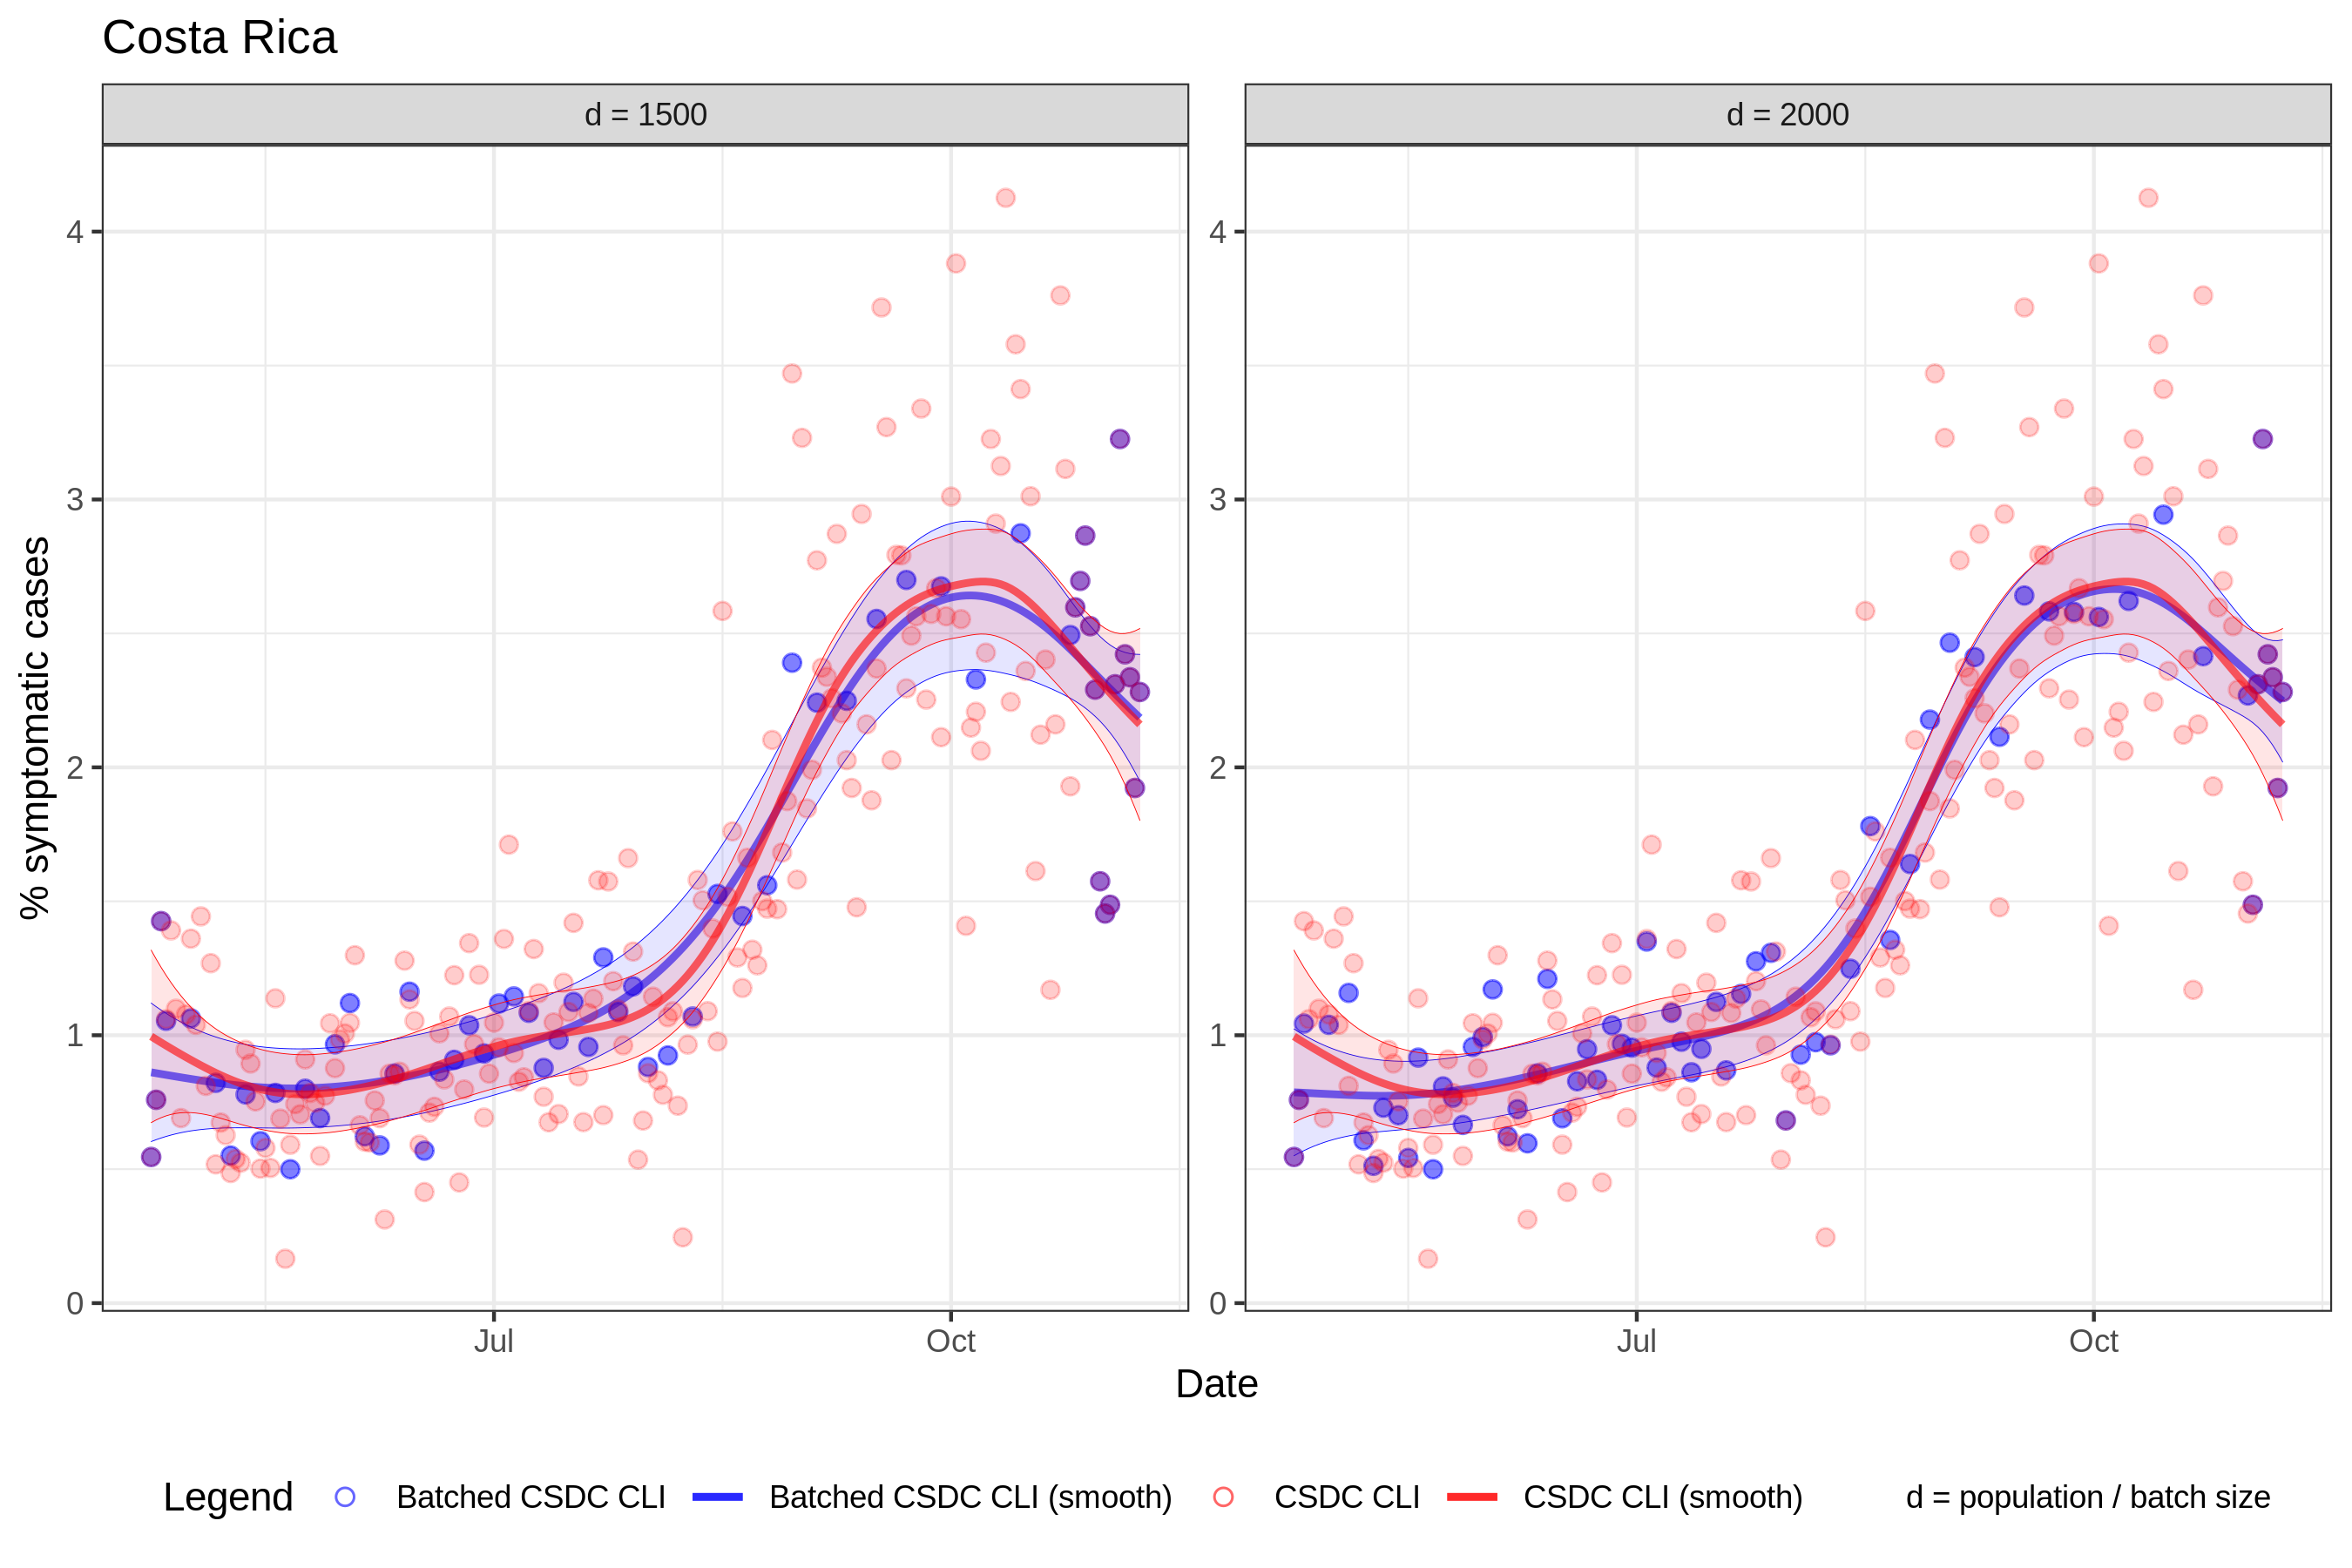 Costa Rica
d = 1500
d = 2000
% symptomatic cases
4
3
2
1
0
4
3
2
1
0
Jul
Oct
Jul
Oct
Date
Legend
Batched CSDC CLI
Batched CSDC CLI (smooth)
CSDC CLI
CSDC CLI (smooth)
d = population / batch size